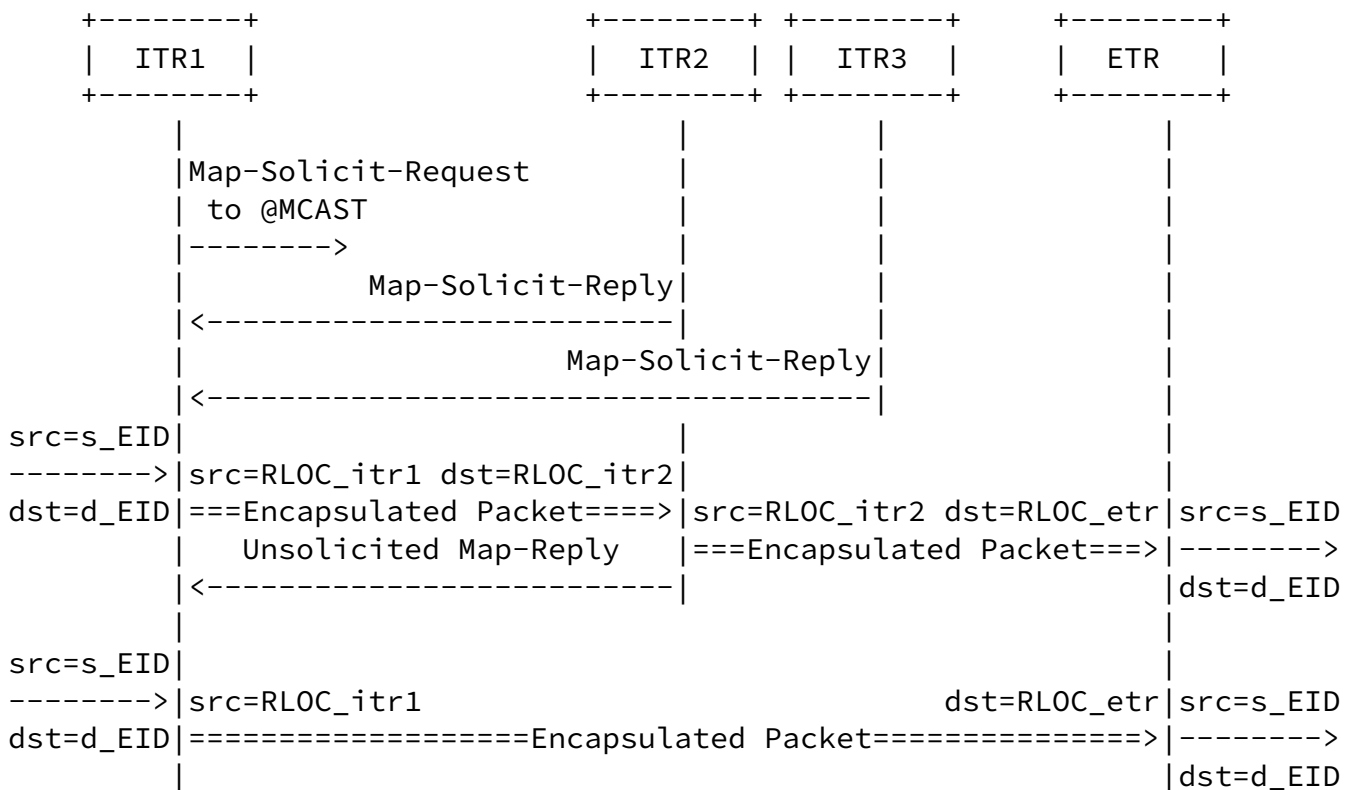 +--------+                   +--------+ +--------+     +--------+
|  ITR1  |                   |  ITR2  | |  ITR3  |     |  ETR   |
+--------+                   +--------+ +--------+     +--------+
|                            |          |               |
|Map-Solicit-Request         |          |               |
| to @MCAST                  |          |               |
|-------->                   |          |               |
|          Map-Solicit-Reply|          |               |
|<--------------------------|          |               |
|                     Map-Solicit-Reply|               |
|<-------------------------------------|               |
src=s_EID|                            |                          |
-------->|src=RLOC_itr1 dst=RLOC_itr2|                          |
dst=d_EID|===Encapsulated Packet====>|src=RLOC_itr2 dst=RLOC_etr|src=s_EID
|   Unsolicited Map-Reply   |===Encapsulated Packet===>|-------->
|<--------------------------|                          |dst=d_EID
|                                                      |
src=s_EID|                                                      |
-------->|src=RLOC_itr1                             dst=RLOC_etr|src=s_EID
dst=d_EID|===================Encapsulated Packet===============>|-------->
|                                                      |dst=d_EID